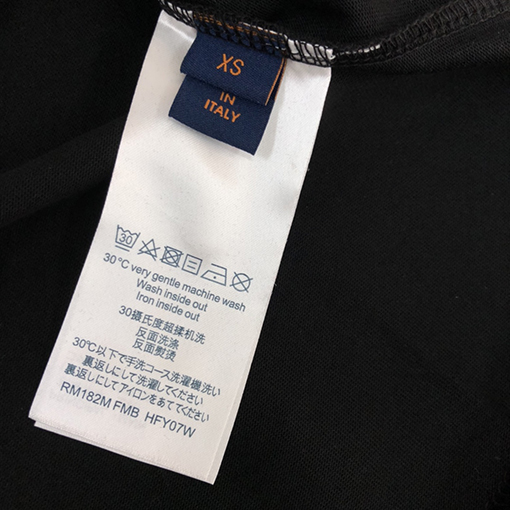 XS
IN
ITALY
30
30°C very gentle machine wash
Wash inside out
Iron inside out
30摄氏度超揉机洗
反面洗涤
反面熨烫
30℃以下で手洗コース洗濯機洗い
裏返しにして洗濯してください
裏返しにしてアイロンをあててください
RM182M FMB HFY07W